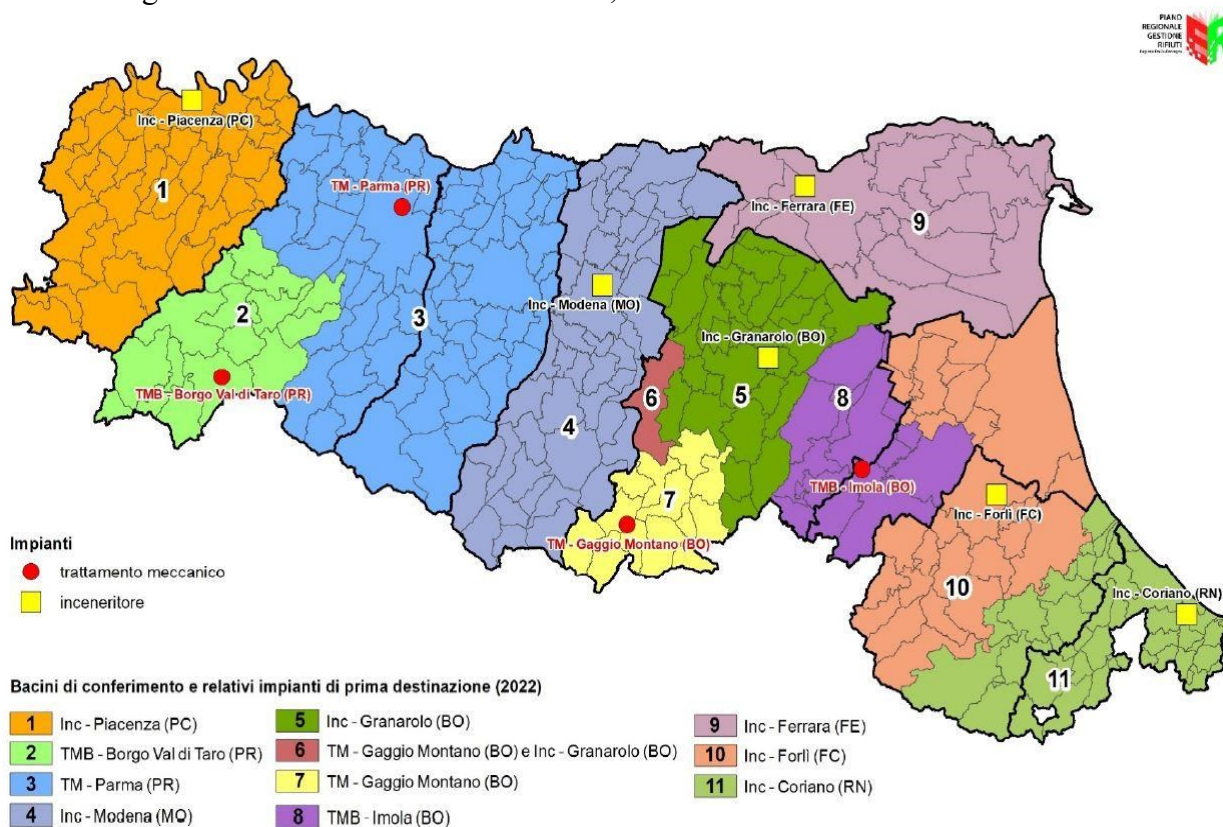 PIANO
REGIONALE
GESTIONE
RIFIUTI
Inc - Piacenza (PC)
1
TM - Parma (PR)
Inc - Ferrara (FE)
9
2
3
Inc - Modena (MO)
Inc - Granarolo (BO)
TMB - Borgo Val di Taro (PR)
6
5
8
4
7
TMB - Imola (BO)
Inc - Forlì (FC)
TM - Gaggio Montano (BO)
10
Inc - Coriano (RN)
11
Impianti
trattamento meccanico
inceneritore
Bacini di conferimento e relativi impianti di prima destinazione (2022)
1 Inc - Piacenza (PC)
2 TMB - Borgo Val di Taro (PR)
3 TM - Parma (PR)
4 Inc - Modena (MO)
5 Inc - Granarolo (BO)
6 TM - Gaggio Montano (BO) e Inc - Granarolo (BO)
7 TM - Gaggio Montano (BO)
8 TMB - Imola (BO)
9 Inc - Ferrara (FE)
10 Inc - Forlì (FC)
11 Inc - Coriano (RN)